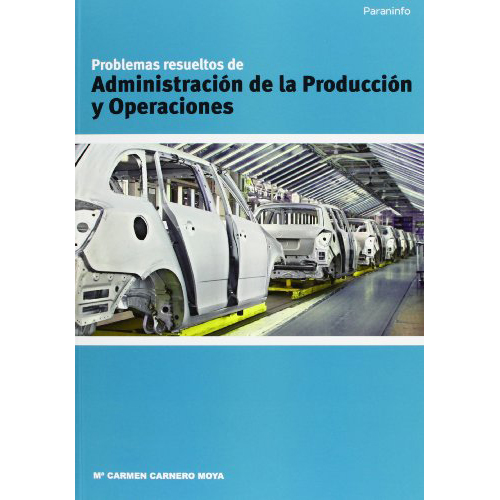 Paraninfo
Problemas resueltos de
Administración de la Producción
y Operaciones
Mª CARMEN CARNERO MOYA